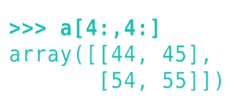 >>> a[4:,4:]
array([[44, 45],
       [54, 55]])